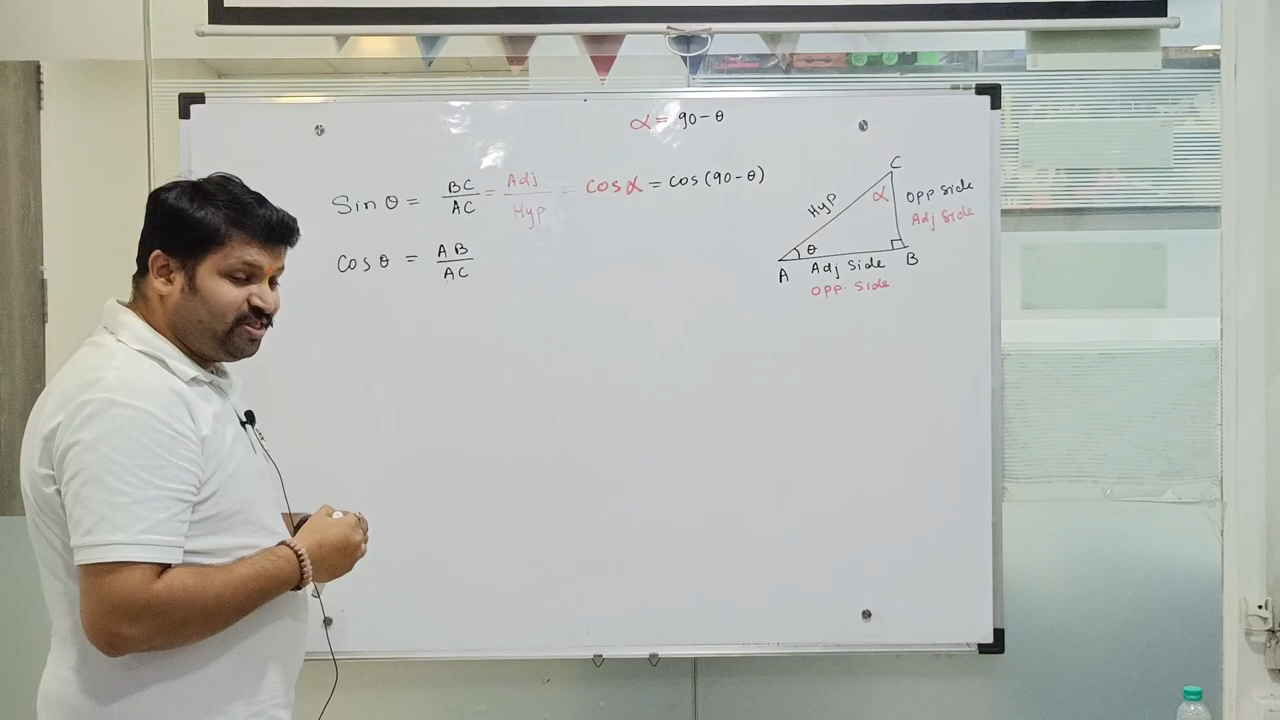 α = 90 - θ
Sin θ = BC/AC = Adj/Hyp = cos α = cos (90 - θ)
cos θ = AB/AC
C
Hyp
α
opp side
Adj side
θ
A
Adj side
B
opp. side